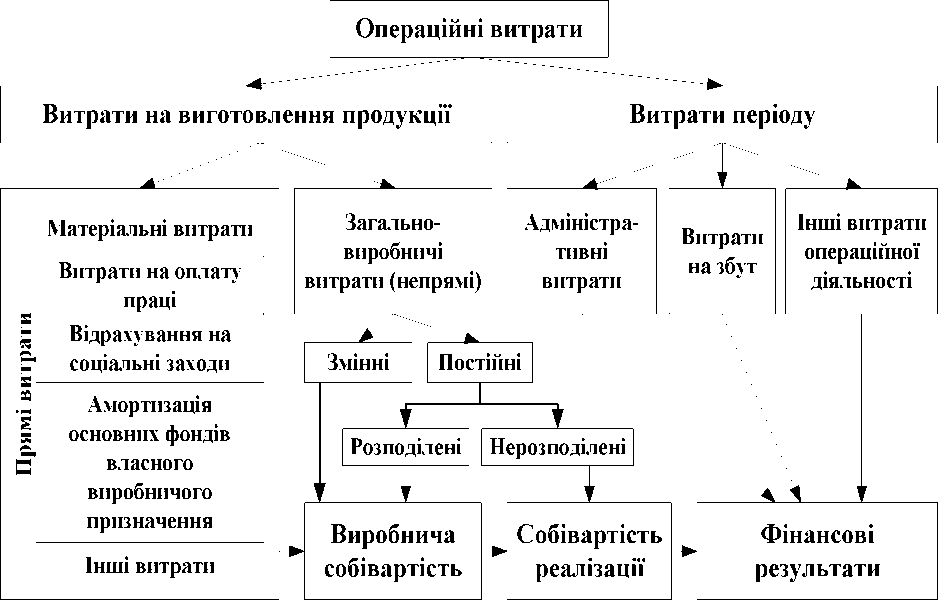 Операційні витрати
Витрати на виготовлення продукції
Витрати періоду
Прямі витрати
Матеріальні витрати
Витрати на оплату
праці
Відрахування на
соціальні заходи
Амортизація
основних фондів
власного
виробничого
призначення
Інші витрати
Загально-
виробничі
витрати (непрямі)
Адміністра-
тивні
витрати
Витрати
на збут
Інші витрати
операційної
діяльності
Змінні
Постійні
Розподілені
Нерозподілені
Виробнича
собівартість
Собівартість
реалізації
Фінансові
результати